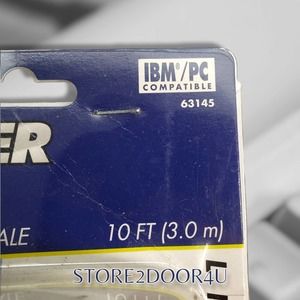 IBM®/PC
COMPATIBLE
63145
ER
ALE
10 FT (3.0 m)
STORE2DOOR4U